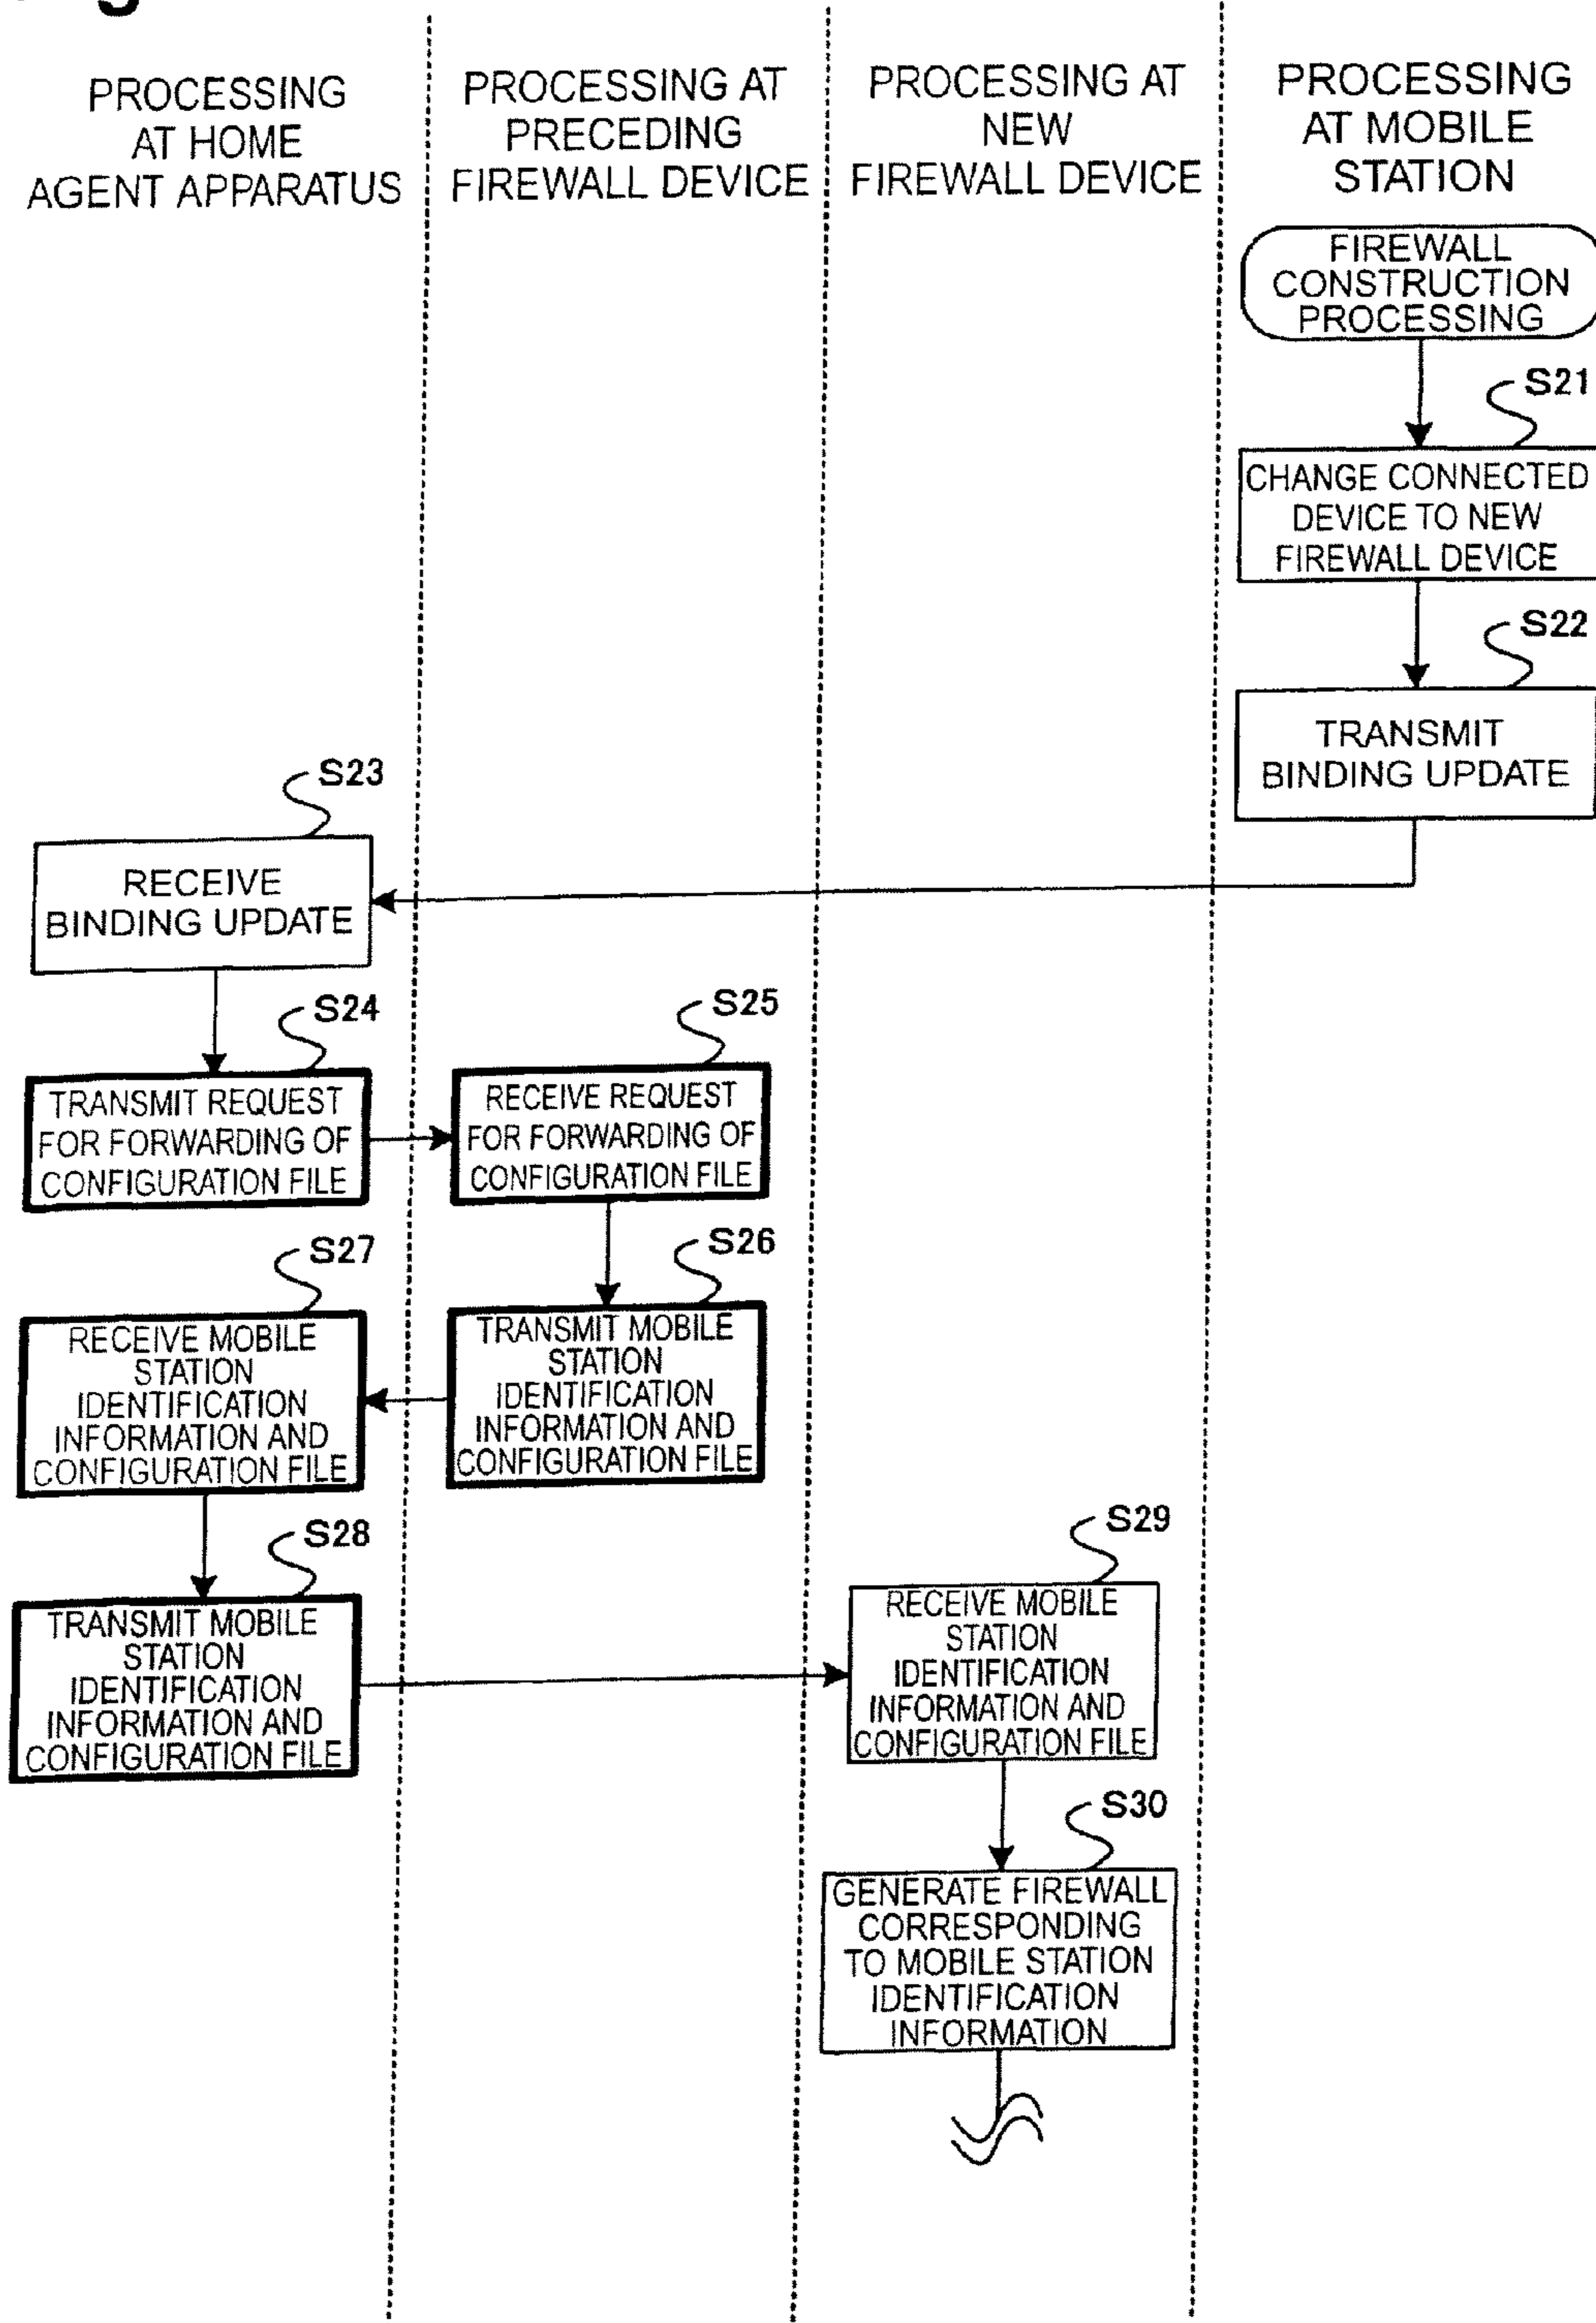 PROCESSING
AT HOME
AGENT APPARATUS
PROCESSING AT
PRECEDING
FIREWALL DEVICE
PROCESSING AT
NEW
FIREWALL DEVICE
PROCESSING
AT MOBILE
STATION
FIREWALL
CONSTRUCTION
PROCESSING
S21
CHANGE CONNECTED
DEVICE TO NEW
FIREWALL DEVICE
S22
TRANSMIT
BINDING UPDATE
S23
RECEIVE
BINDING UPDATE
S24
TRANSMIT REQUEST
FOR FORWARDING OF
CONFIGURATION FILE
S25
RECEIVE REQUEST
FOR FORWARDING OF
CONFIGURATION FILE
S26
TRANSMIT MOBILE
STATION
IDENTIFICATION
INFORMATION AND
CONFIGURATION FILE
S27
RECEIVE MOBILE
STATION
IDENTIFICATION
INFORMATION AND
CONFIGURATION FILE
S28
TRANSMIT MOBILE
STATION
IDENTIFICATION
INFORMATION AND
CONFIGURATION FILE
S29
RECEIVE MOBILE
STATION
IDENTIFICATION
INFORMATION AND
CONFIGURATION FILE
S30
GENERATE FIREWALL
CORRESPONDING
TO MOBILE STATION
IDENTIFICATION
INFORMATION